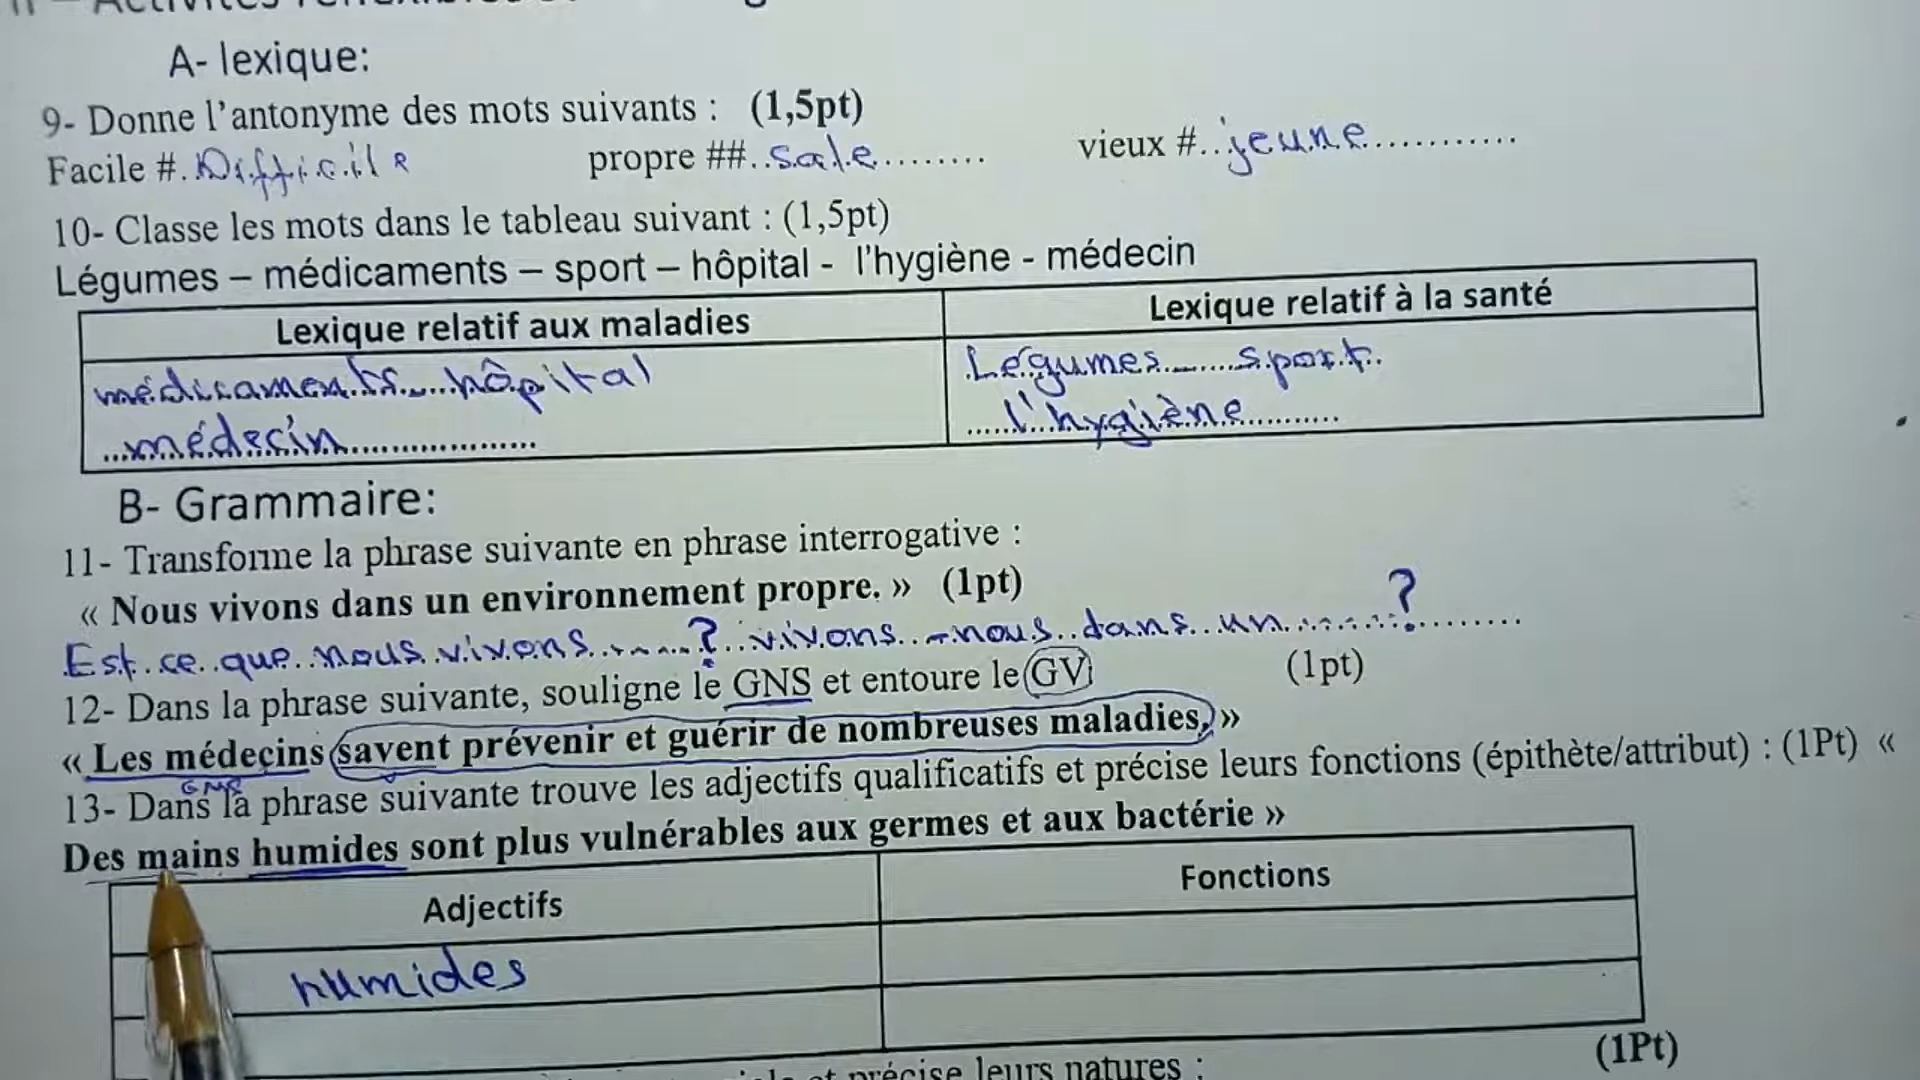 A- lexique:
9- Donne l'antonyme des mots suivants : (1,5pt)
Facile #. Difficile propre ##..sale......... vieux #..jeune............
10- Classe les mots dans le tableau suivant : (1,5pt)
Légumes – médicaments – sport – hôpital - l'hygiène - médecin
Lexique relatif aux maladies Lexique relatif à la santé
médicaments....hôpital Légumes.......sport..
...médecin................... .....l'hygiène..........
B- Grammaire:
11- Transforme la phrase suivante en phrase interrogative :
« Nous vivons dans un environnement propre. » (1pt)
Est.ce.que..nous.vivons.......?..vivons..-nous..dans..un........?.........
12- Dans la phrase suivante, souligne le GNS et entoure le GV (1pt)
« Les médecins savent prévenir et guérir de nombreuses maladies. »
GNS
13- Dans la phrase suivante trouve les adjectifs qualificatifs et précise leurs fonctions (épithète/attribut) : (1Pt) «
Des mains humides sont plus vulnérables aux germes et aux bactérie »
Adjectifs Fonctions
humides
(1Pt)
et précise leurs natures :